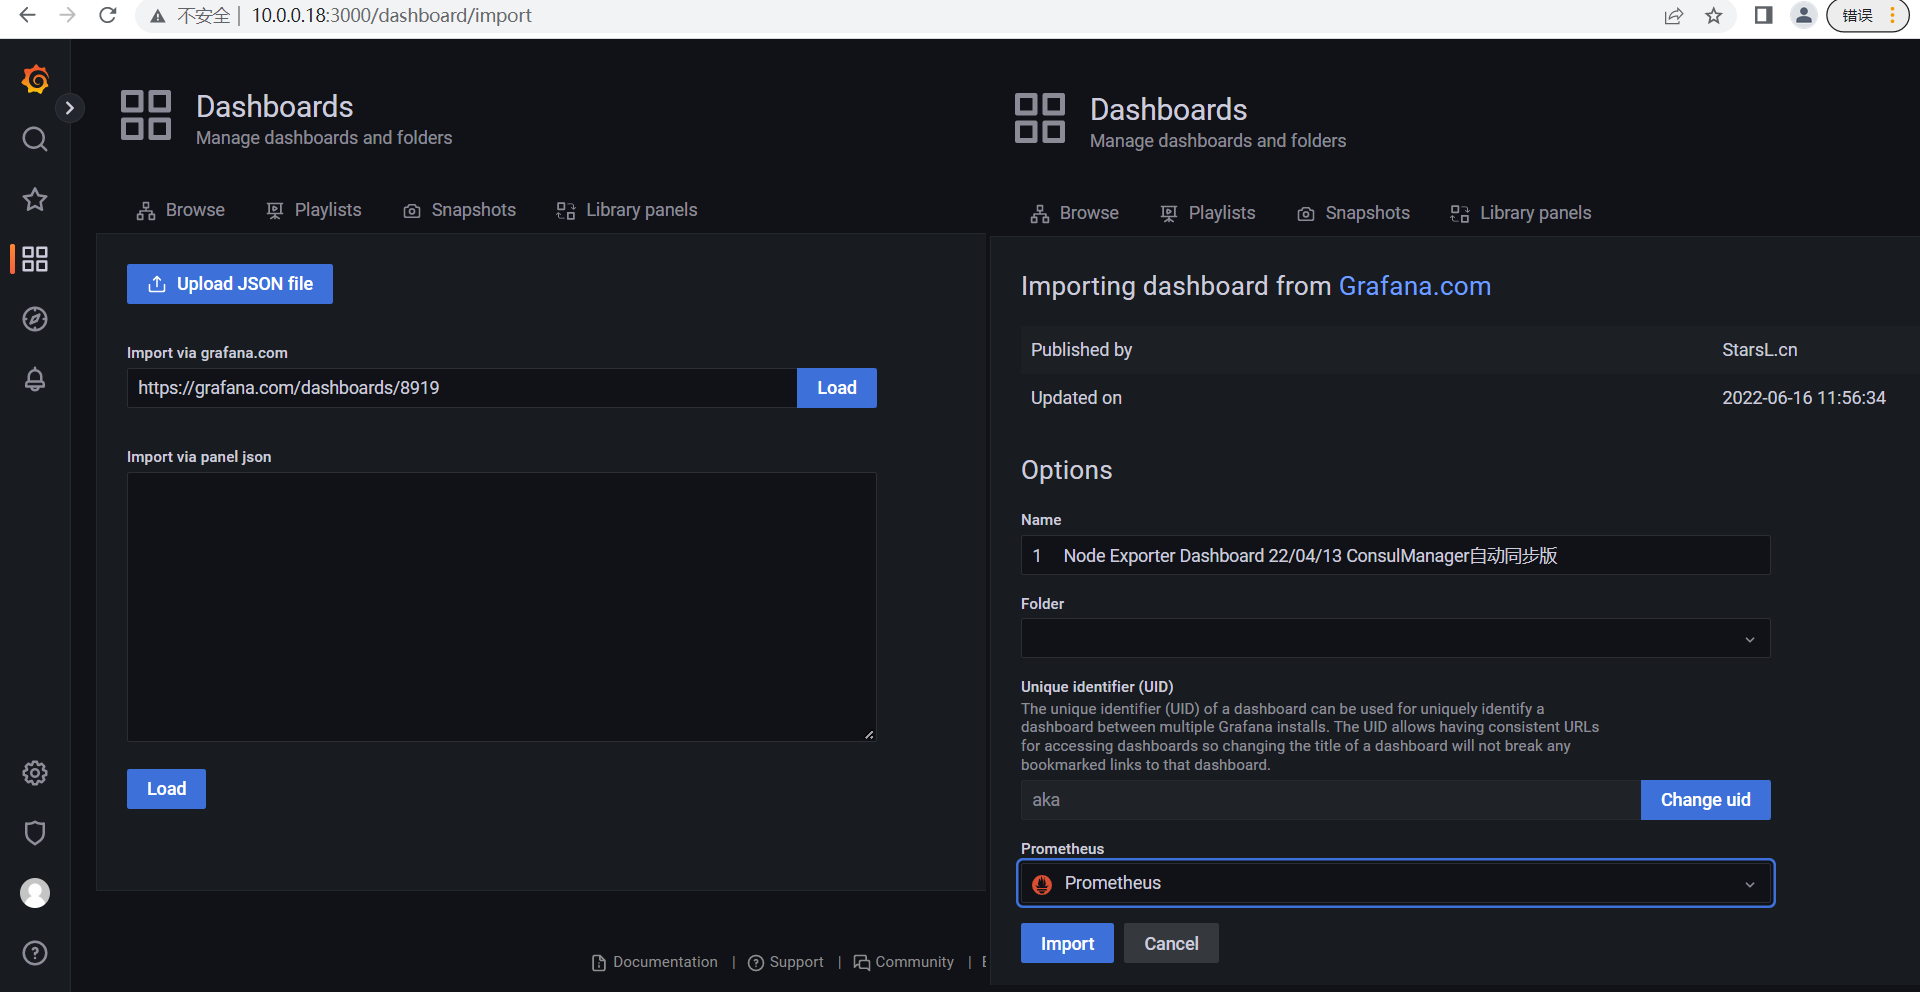 不安全 10.0.0.18:3000/dashboard/import
错误
Dashboards
Manage dashboards and folders
Browse
Playlists
Snapshots
Library panels
Upload JSON file
Import via grafana.com
https://grafana.com/dashboards/8919
Load
Import via panel json
Load
Documentation | Support | Community |
Dashboards
Manage dashboards and folders
Browse
Playlists
Snapshots
Library panels
Importing dashboard from Grafana.com
Published by StarsL.cn
Updated on 2022-06-16 11:56:34
Options
Name
1 Node Exporter Dashboard 22/04/13 ConsulManager自动同步版
Folder
Unique identifier (UID)
The unique identifier (UID) of a dashboard can be used for uniquely identify a
dashboard between multiple Grafana installs. The UID allows having consistent URLs
for accessing dashboards so changing the title of a dashboard will not break any
bookmarked links to that dashboard.
aka
Change uid
Prometheus
Prometheus
Import
Cancel